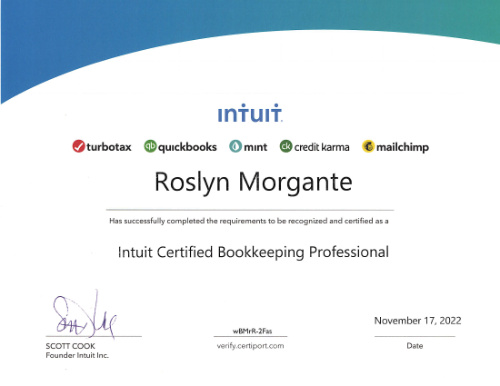 intuit
turbotax quickbooks mint credit karma mailchimp
Roslyn Morgante
Has successfully completed the requirements to be recognized and certified as a
Intuit Certified Bookkeeping Professional
wBMrR-2Fas
November 17, 2022
SCOTT COOK
Founder Intuit Inc.
verify.certiport.com
Date